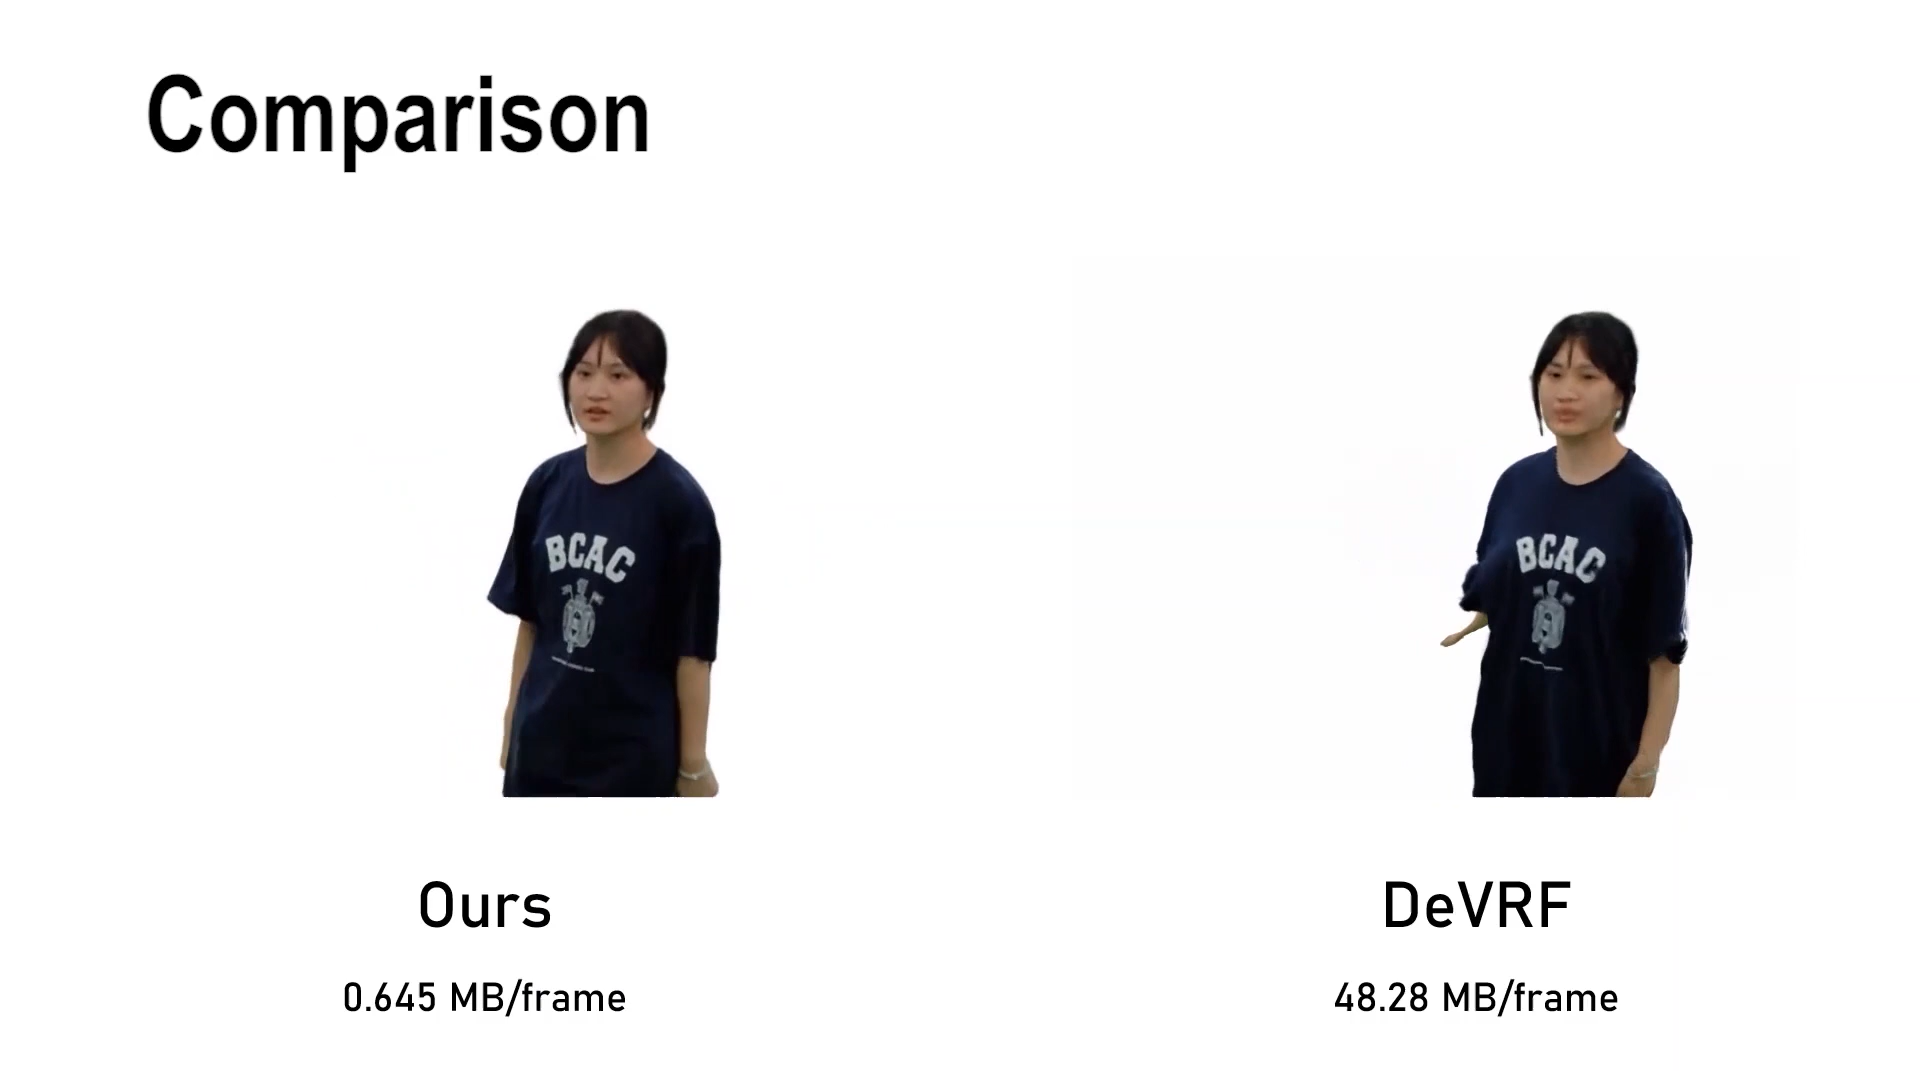 Comparison
BCAC
BCAC
Ours
DeVRF
0.645 MB/frame
48.28 MB/frame